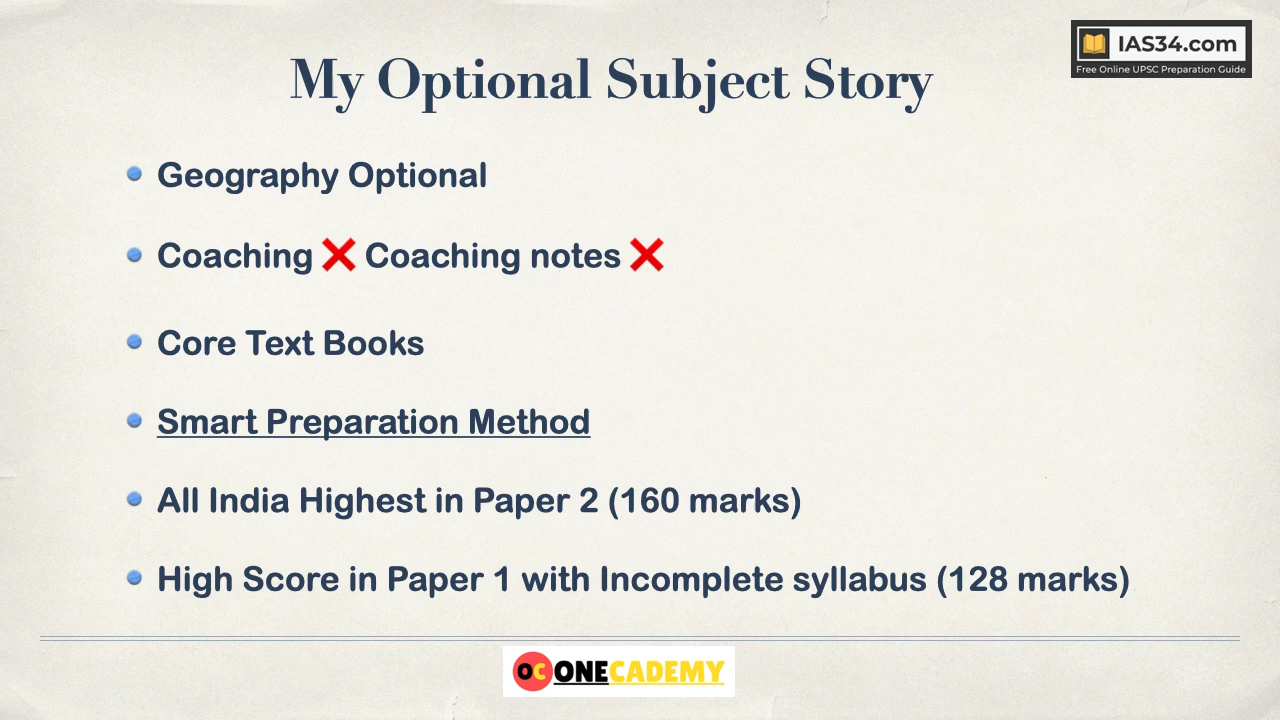 My Optional Subject Story
IAS34.com
Free Online UPSC Preparation Guide
Geography Optional
Coaching ❌ Coaching notes ❌
Core Text Books
Smart Preparation Method
All India Highest in Paper 2 (160 marks)
High Score in Paper 1 with Incomplete syllabus (128 marks)
OC ONECADEMY